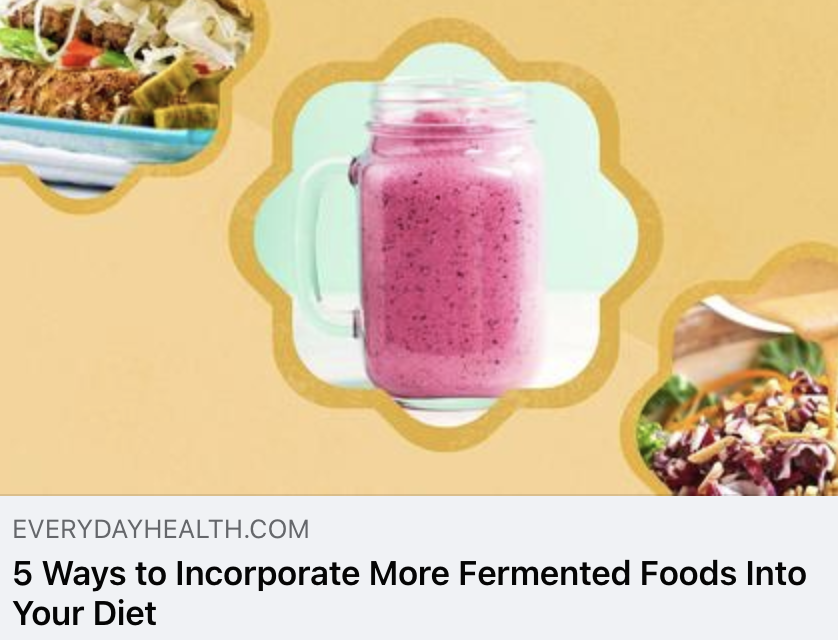 EVERYDAYHEALTH.COM
5 Ways to Incorporate More Fermented Foods Into
Your Diet